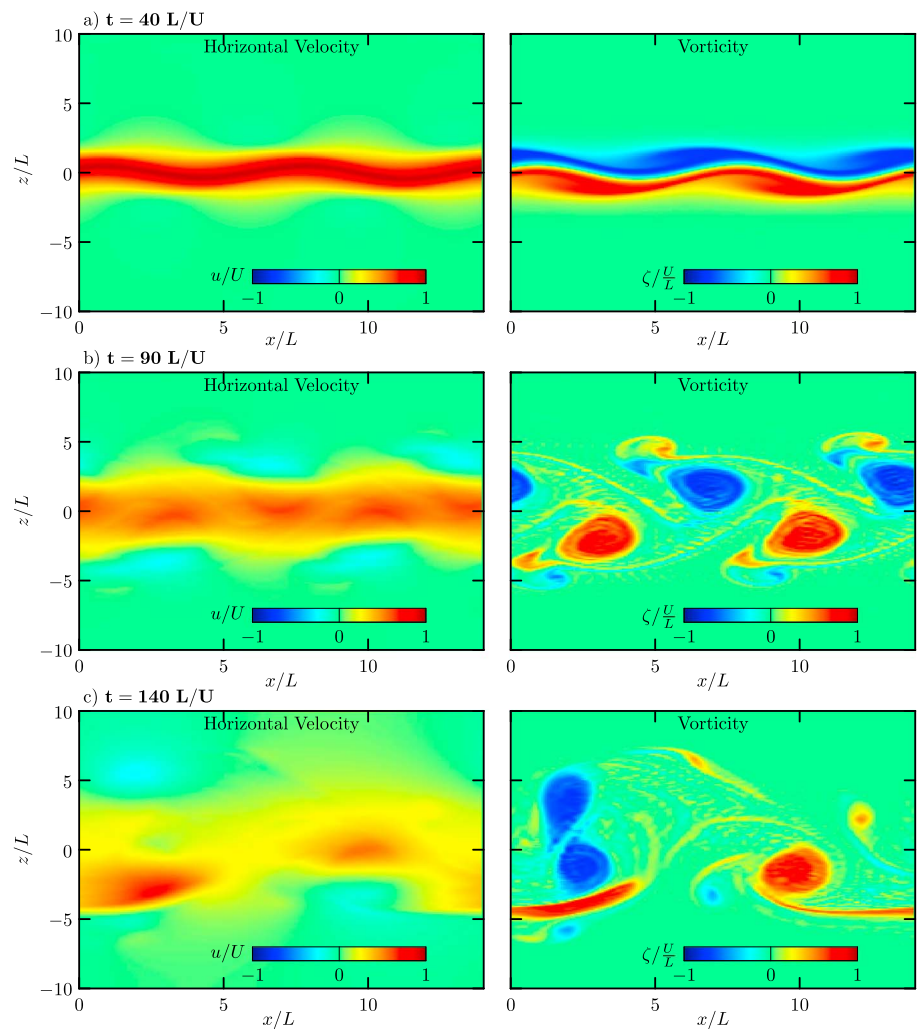 a) t = 40 L/U
Horizontal Velocity
Vorticity
10
5
0
−5
−10
z/L
u/U
−1 0 1
ζ/U/L
−1 0 1
0 5 10
x/L
0 5 10
x/L
b) t = 90 L/U
Horizontal Velocity
Vorticity
10
5
0
−5
−10
z/L
u/U
−1 0 1
ζ/U/L
−1 0 1
0 5 10
x/L
0 5 10
x/L
c) t = 140 L/U
Horizontal Velocity
Vorticity
10
5
0
−5
−10
z/L
u/U
−1 0 1
ζ/U/L
−1 0 1
0 5 10
x/L
0 5 10
x/L